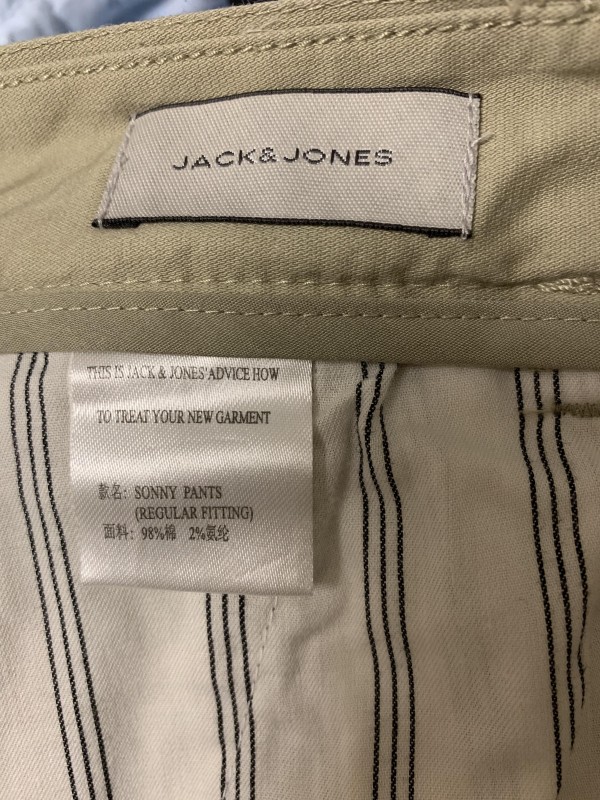 JACK&JONES
THIS IS JACK & JONES'ADVICE HOW
TO TREAT YOUR NEW GARMENT
款名: SONNY PANTS
(REGULAR FITTING)
面料: 98%棉 2%氨纶